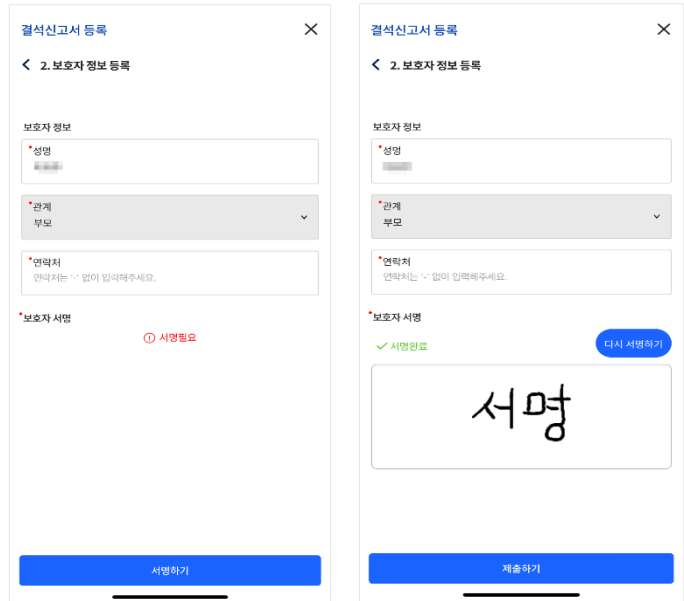 결석신고서 등록
2. 보호자 정보 등록
보호자 정보
*성명
*관계
부모
*연락처
연락처는 '-' 없이 입력해주세요.
*보호자 서명
서명필요
서명하기
결석신고서 등록
2. 보호자 정보 등록
보호자 정보
*성명
*관계
부모
*연락처
연락처는 '-' 없이 입력해주세요.
*보호자 서명
서명완료
다시 서명하기
서명
제출하기